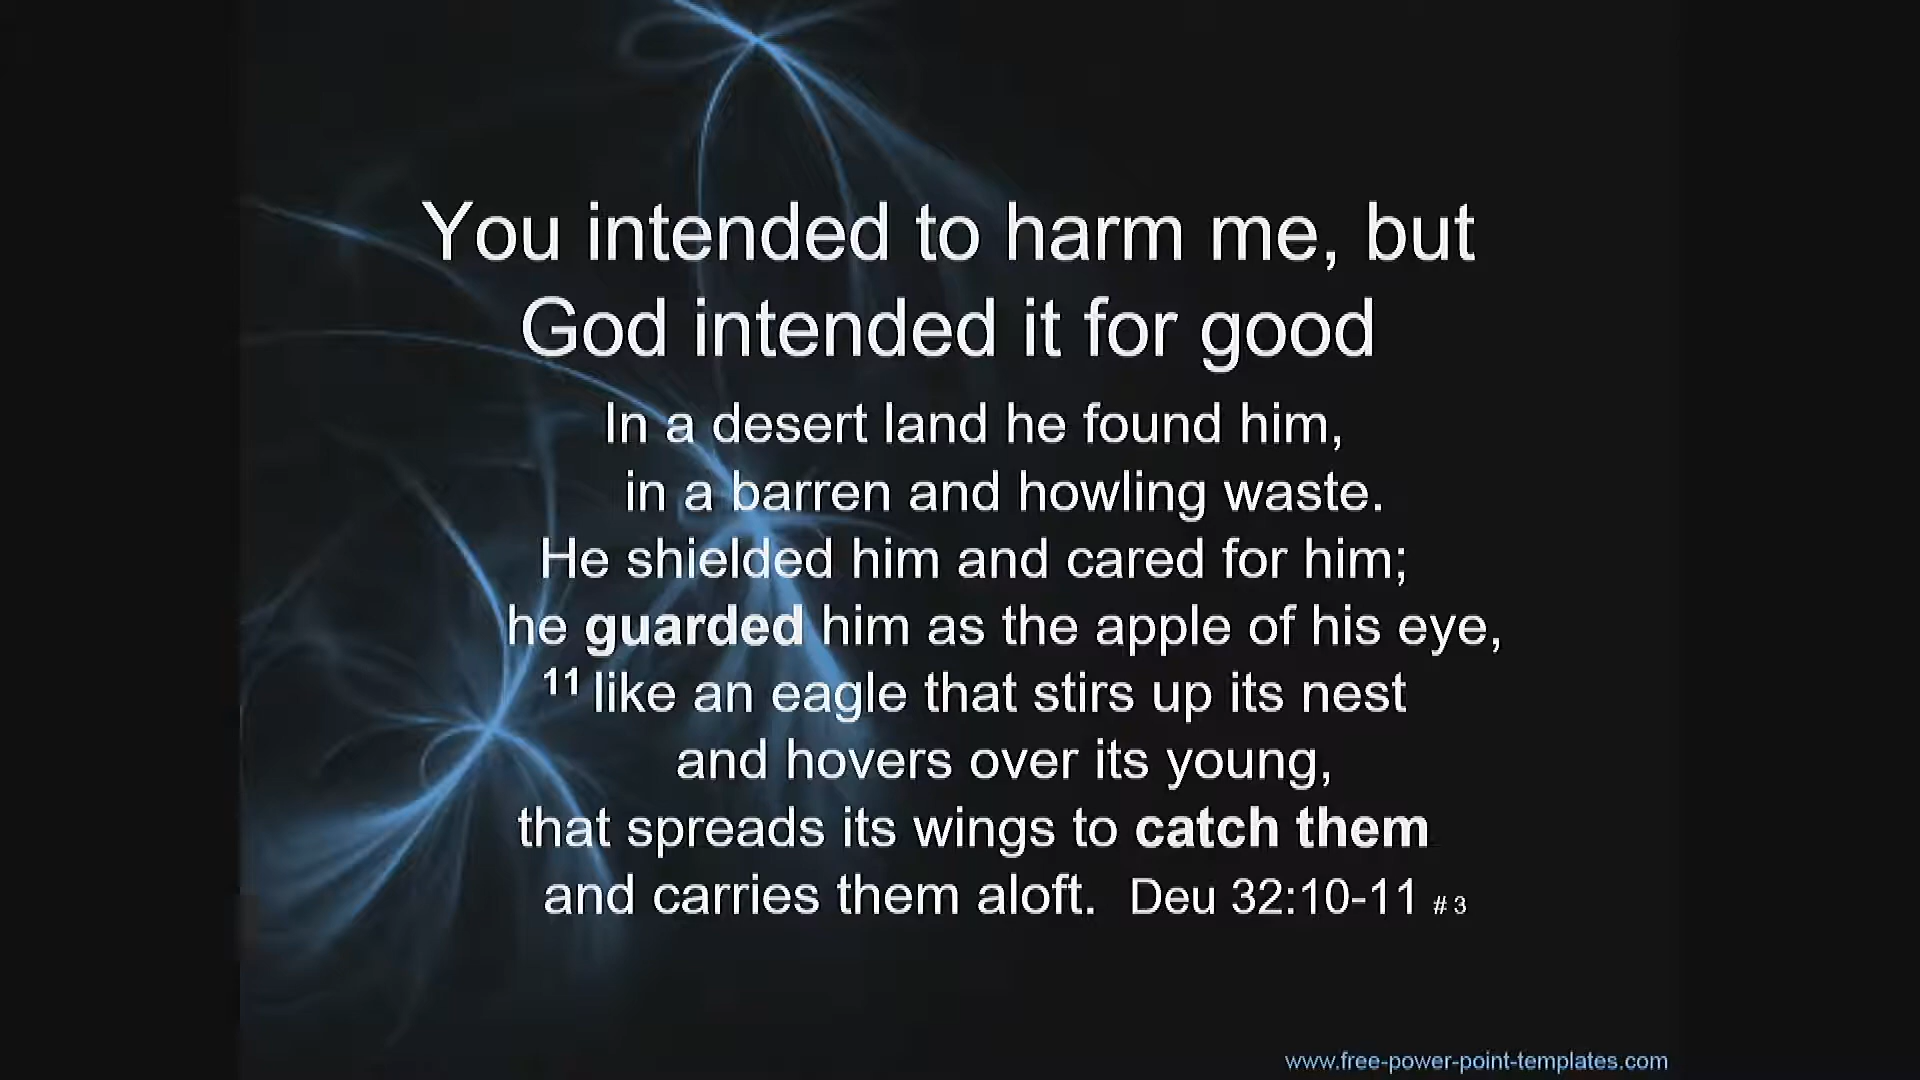 You intended to harm me, but
God intended it for good
In a desert land he found him,
in a barren and howling waste.
He shielded him and cared for him;
he guarded him as the apple of his eye,
11 like an eagle that stirs up its nest
and hovers over its young,
that spreads its wings to catch them
and carries them aloft. Deu 32:10-11 # 3
www.free-power-point-templates.com